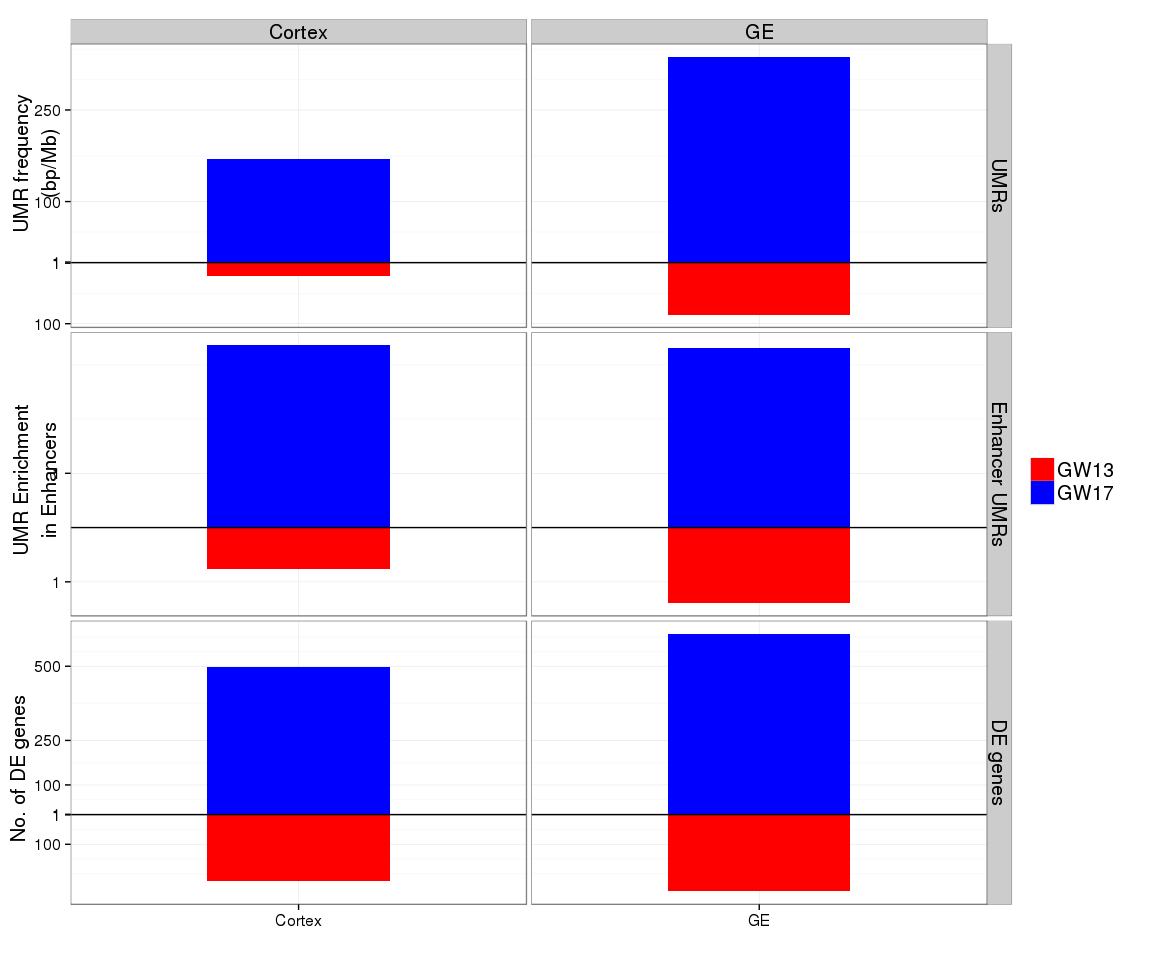 Cortex
GE
UMR frequency
(bp/Mb)
250
100
1
100
UMRs
UMR Enrichment
in Enhancers
1
1
Enhancer UMRs
GW13
GW17
No. of DE genes
500
250
100
1
100
DE genes
Cortex
GE